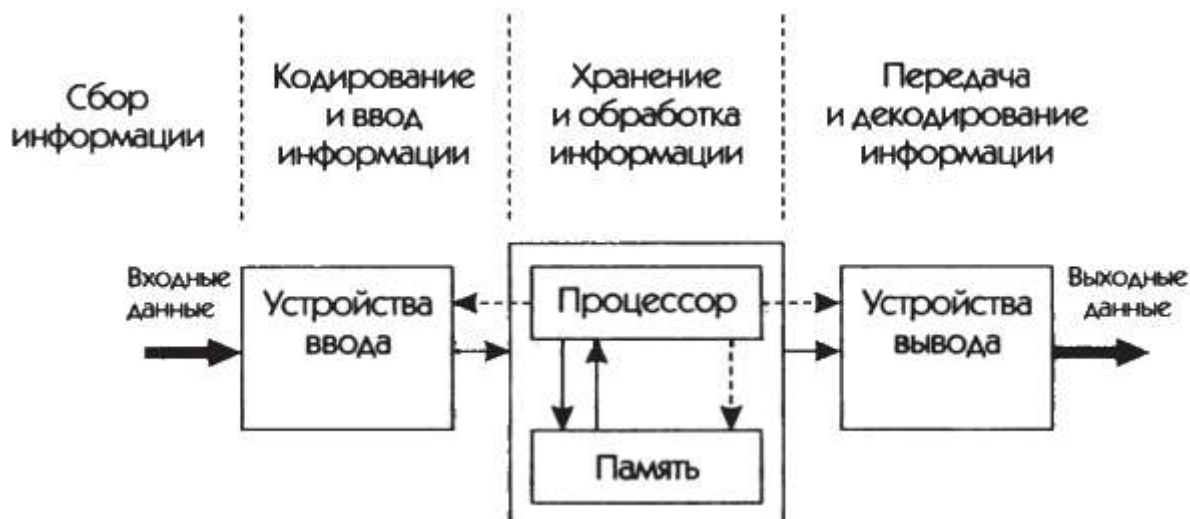 Сбор
информации
Кодирование
и ввод
информации
Хранение
и обработка
информации
Передача
и декодирование
информации
Входные
данные
Устройства
ввода
Процессор
Память
Устройства
вывода
Выходные
данные